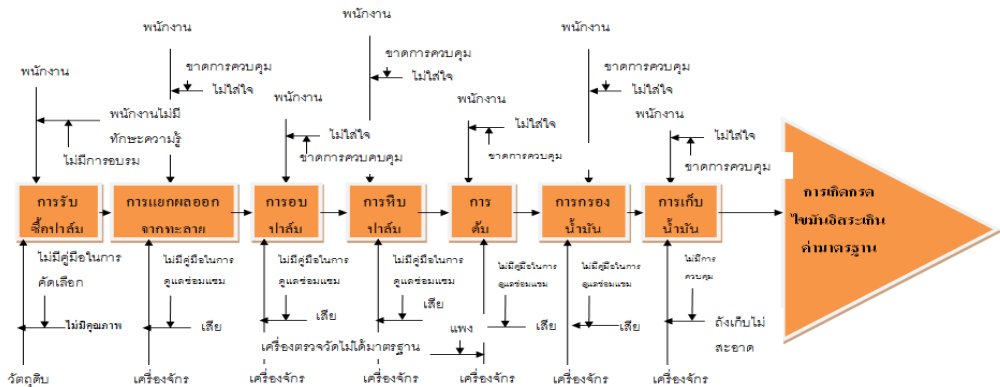 พนักงาน
พนักงาน
พนักงาน
ขาดการควบคุม
ไม่ใส่ใจ
ขาดการควบคุม
ไม่ใส่ใจ
ขาดการควบคุม
ไม่ใส่ใจ
พนักงาน
พนักงาน
พนักงาน
พนักงาน
พนักงานไม่มี
ทักษะความรู้
ไม่มีการอบรม
ไม่ใส่ใจ
ขาดการควบคบคุม
ไม่ใส่ใจ
ขาดการควบคุม
ไม่ใส่ใจ
ขาดการควบคุม
การรับ
ซื้อปาล์ม
การแยกผลออก
จากทะลาย
การอบ
ปาล์ม
การหีบ
ปาล์ม
การ
ต้ม
การกรอง
น้ำมัน
การเก็บ
น้ำมัน
การเกิดกรด
ไขมันอิสระเกิน
ค่ามาตรฐาน
ไม่มีคู่มือในการ
คัดเลือก
ไม่มีคุณภาพ
ไม่มีคู่มือในการ
ดูแลซ่อมแซม
เสีย
ไม่มีคู่มือในการ
ดูแลซ่อมแซม
เสีย
ไม่มีคู่มือในการ
ดูแลซ่อมแซม
เสีย
ไม่มีคู่มือในการ
ดูแลซ่อมแซม
เสีย
ไม่มีคู่มือในการ
ดูแลซ่อมแซม
เสีย
ไม่มีการ
ควบคุม
ถังเก็บไม่
สะอาด
แพง
เครื่องตรวจวัดไม่ได้มาตรฐาน
วัตถุดิบ
เครื่องจักร
เครื่องจักร
เครื่องจักร
เครื่องจักร
เครื่องจักร
เครื่องจักร